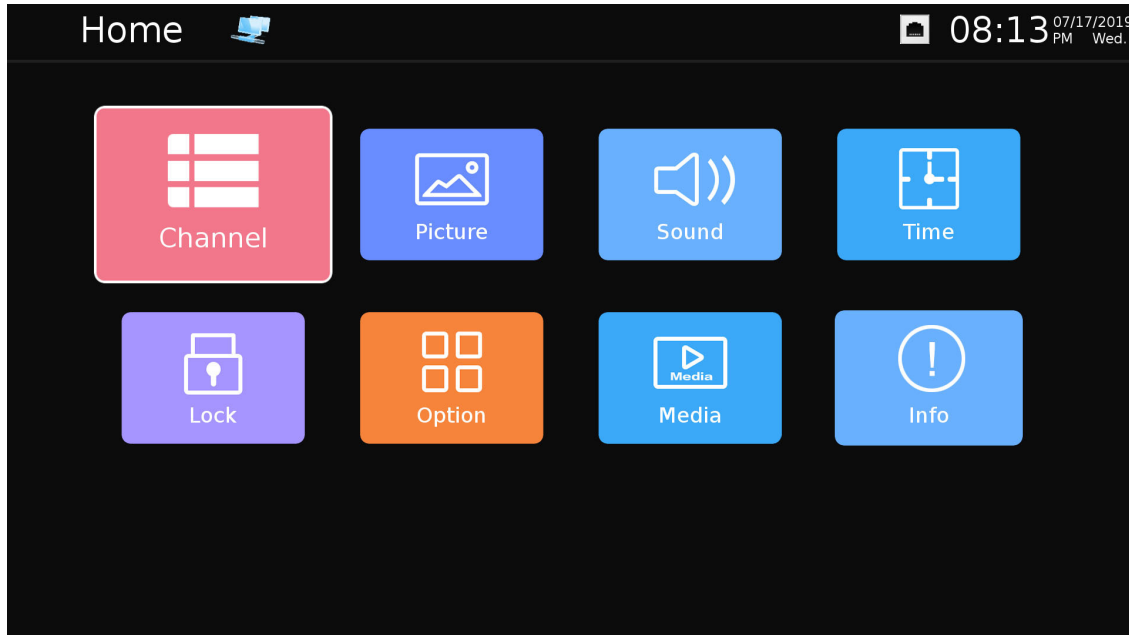 Home
08:13 PM 07/17/2019 Wed.
Channel
Picture
Sound
Time
Lock
Option
Media
Media
Info